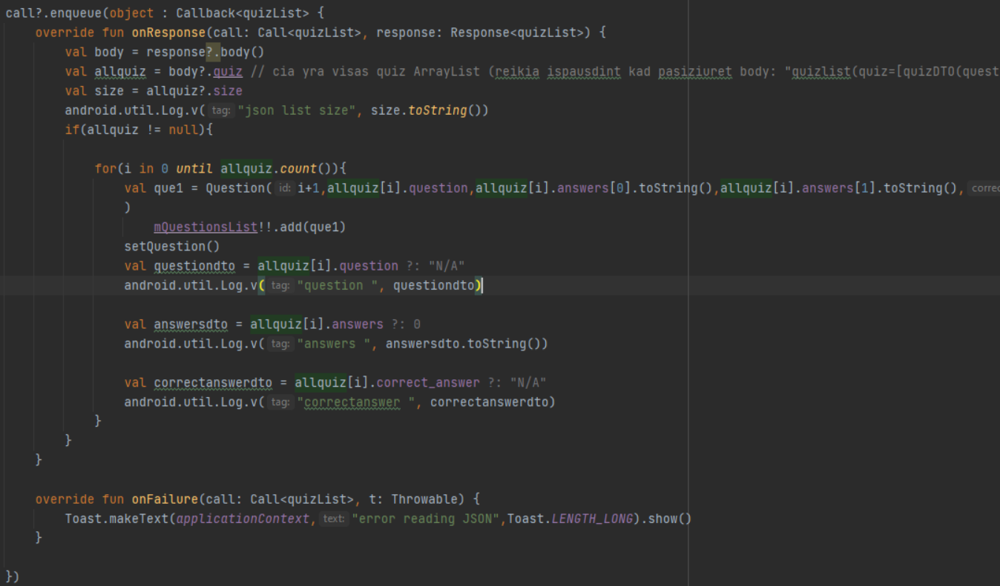 call?.enqueue(object : Callback<quizList> {
override fun onResponse(call: Call<quizList>, response: Response<quizList>) {
val body = response?.body()
val allquiz = body?.quiz // cia yra visas quiz ArrayList (reikia ispausdint kad pasiziuret body: "quizlist(quiz=[quizDTO(quest
val size = allquiz?.size
android.util.Log.v( tag: "json list size", size.toString())
if(allquiz != null){
for(i in 0 until allquiz.count()){
val que1 = Question( id: i+1,allquiz[i].question,allquiz[i].answers[0].toString(),allquiz[i].answers[1].toString(), correc
)
mQuestionsList!!.add(que1)
setQuestion()
val questiondto = allquiz[i].question ?: "N/A"
android.util.Log.v( tag: "question ", questiondto)
val answersdto = allquiz[i].answers ?: 0
android.util.Log.v( tag: "answers ", answersdto.toString())
val correctanswerdto = allquiz[i].correct_answer ?: "N/A"
android.util.Log.v( tag: "correctanswer ", correctanswerdto)
}
}
}
override fun onFailure(call: Call<quizList>, t: Throwable) {
Toast.makeText(applicationContext, text: "error reading JSON",Toast.LENGTH_LONG).show()
}
})